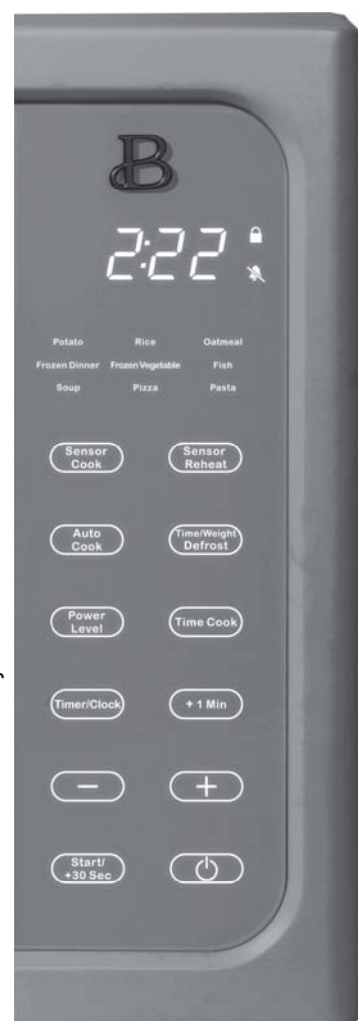 B
2:22
Potato Rice Oatmeal
Frozen Dinner Frozen Vegetable Fish
Soup Pizza Pasta
Sensor
Cook
Sensor
Reheat
Auto
Cook
Time/Weight
Defrost
Power
Level
Time Cook
Timer/Clock
+ 1 Min
−
+
Start/
+30 Sec